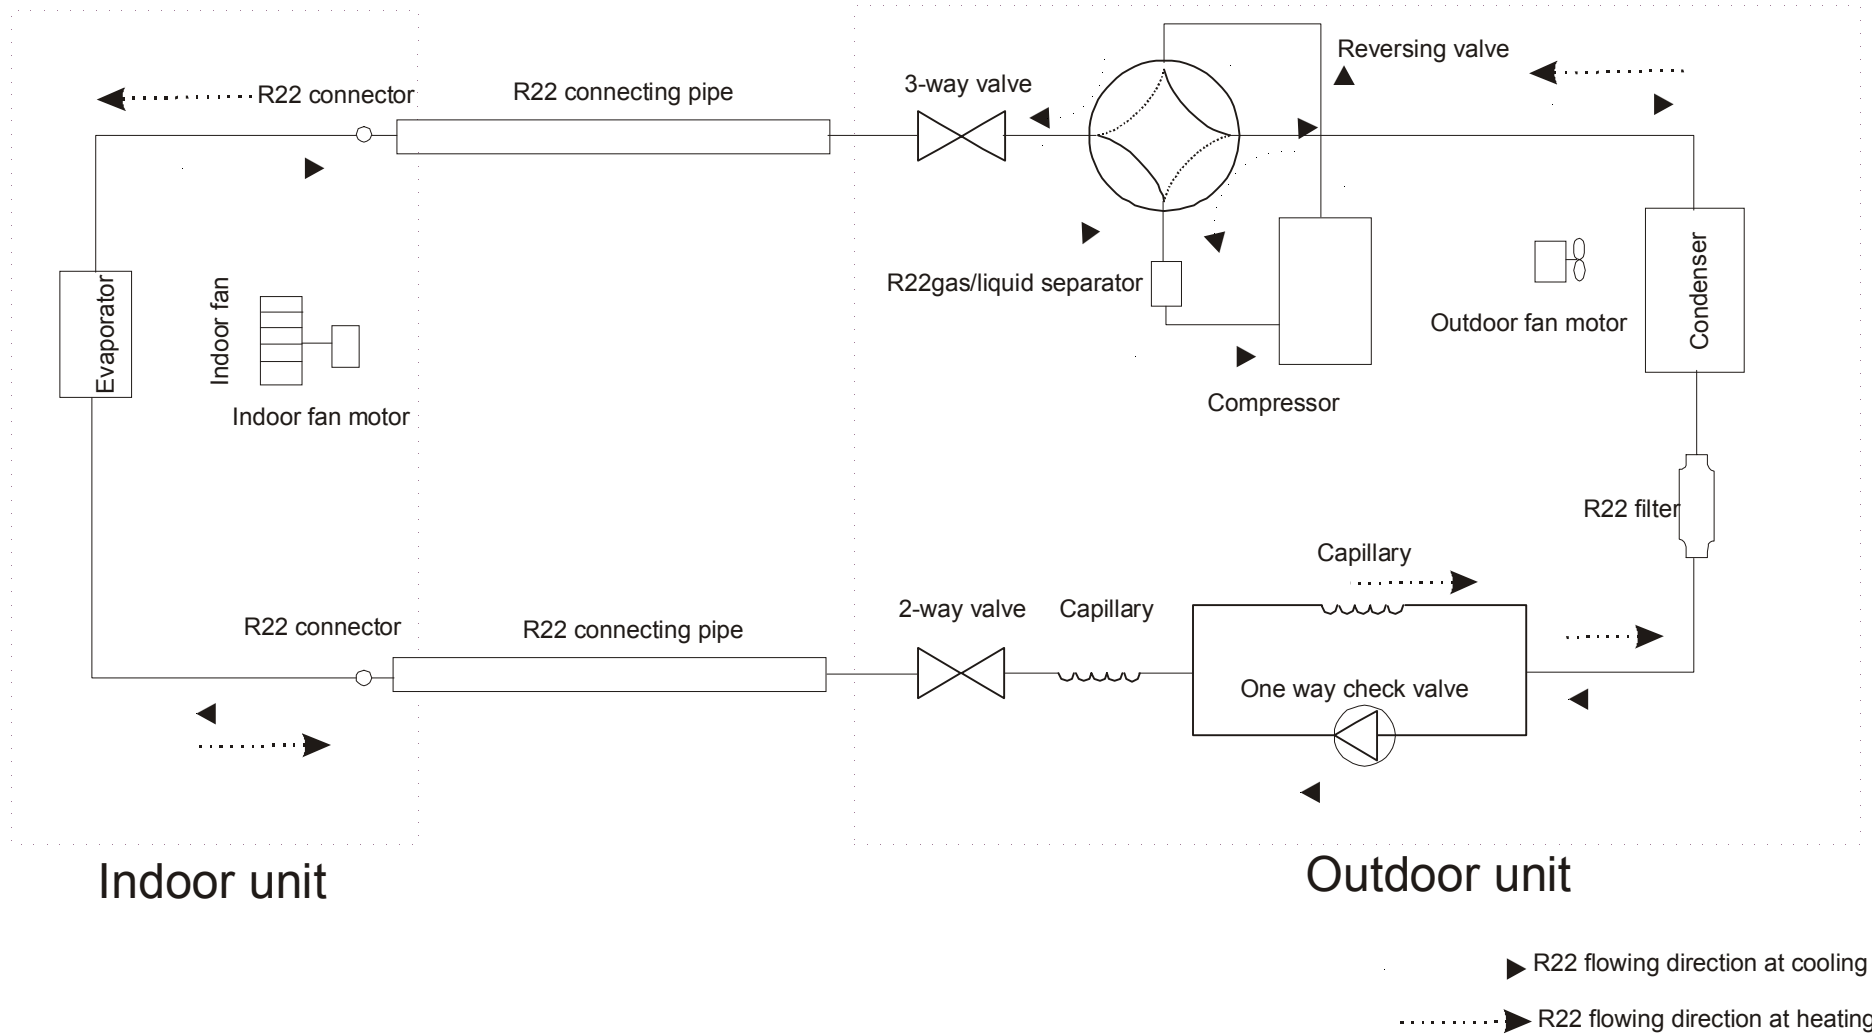 Reversing valve
3-way valve
R22 connector
R22 connecting pipe
Evaporator
Indoor fan
Indoor fan motor
R22gas/liquid separator
Compressor
Outdoor fan motor
Condenser
R22 filter
Capillary
2-way valve
Capillary
R22 connector
R22 connecting pipe
One way check valve
Indoor unit
Outdoor unit
R22 flowing direction at cooling
R22 flowing direction at heating